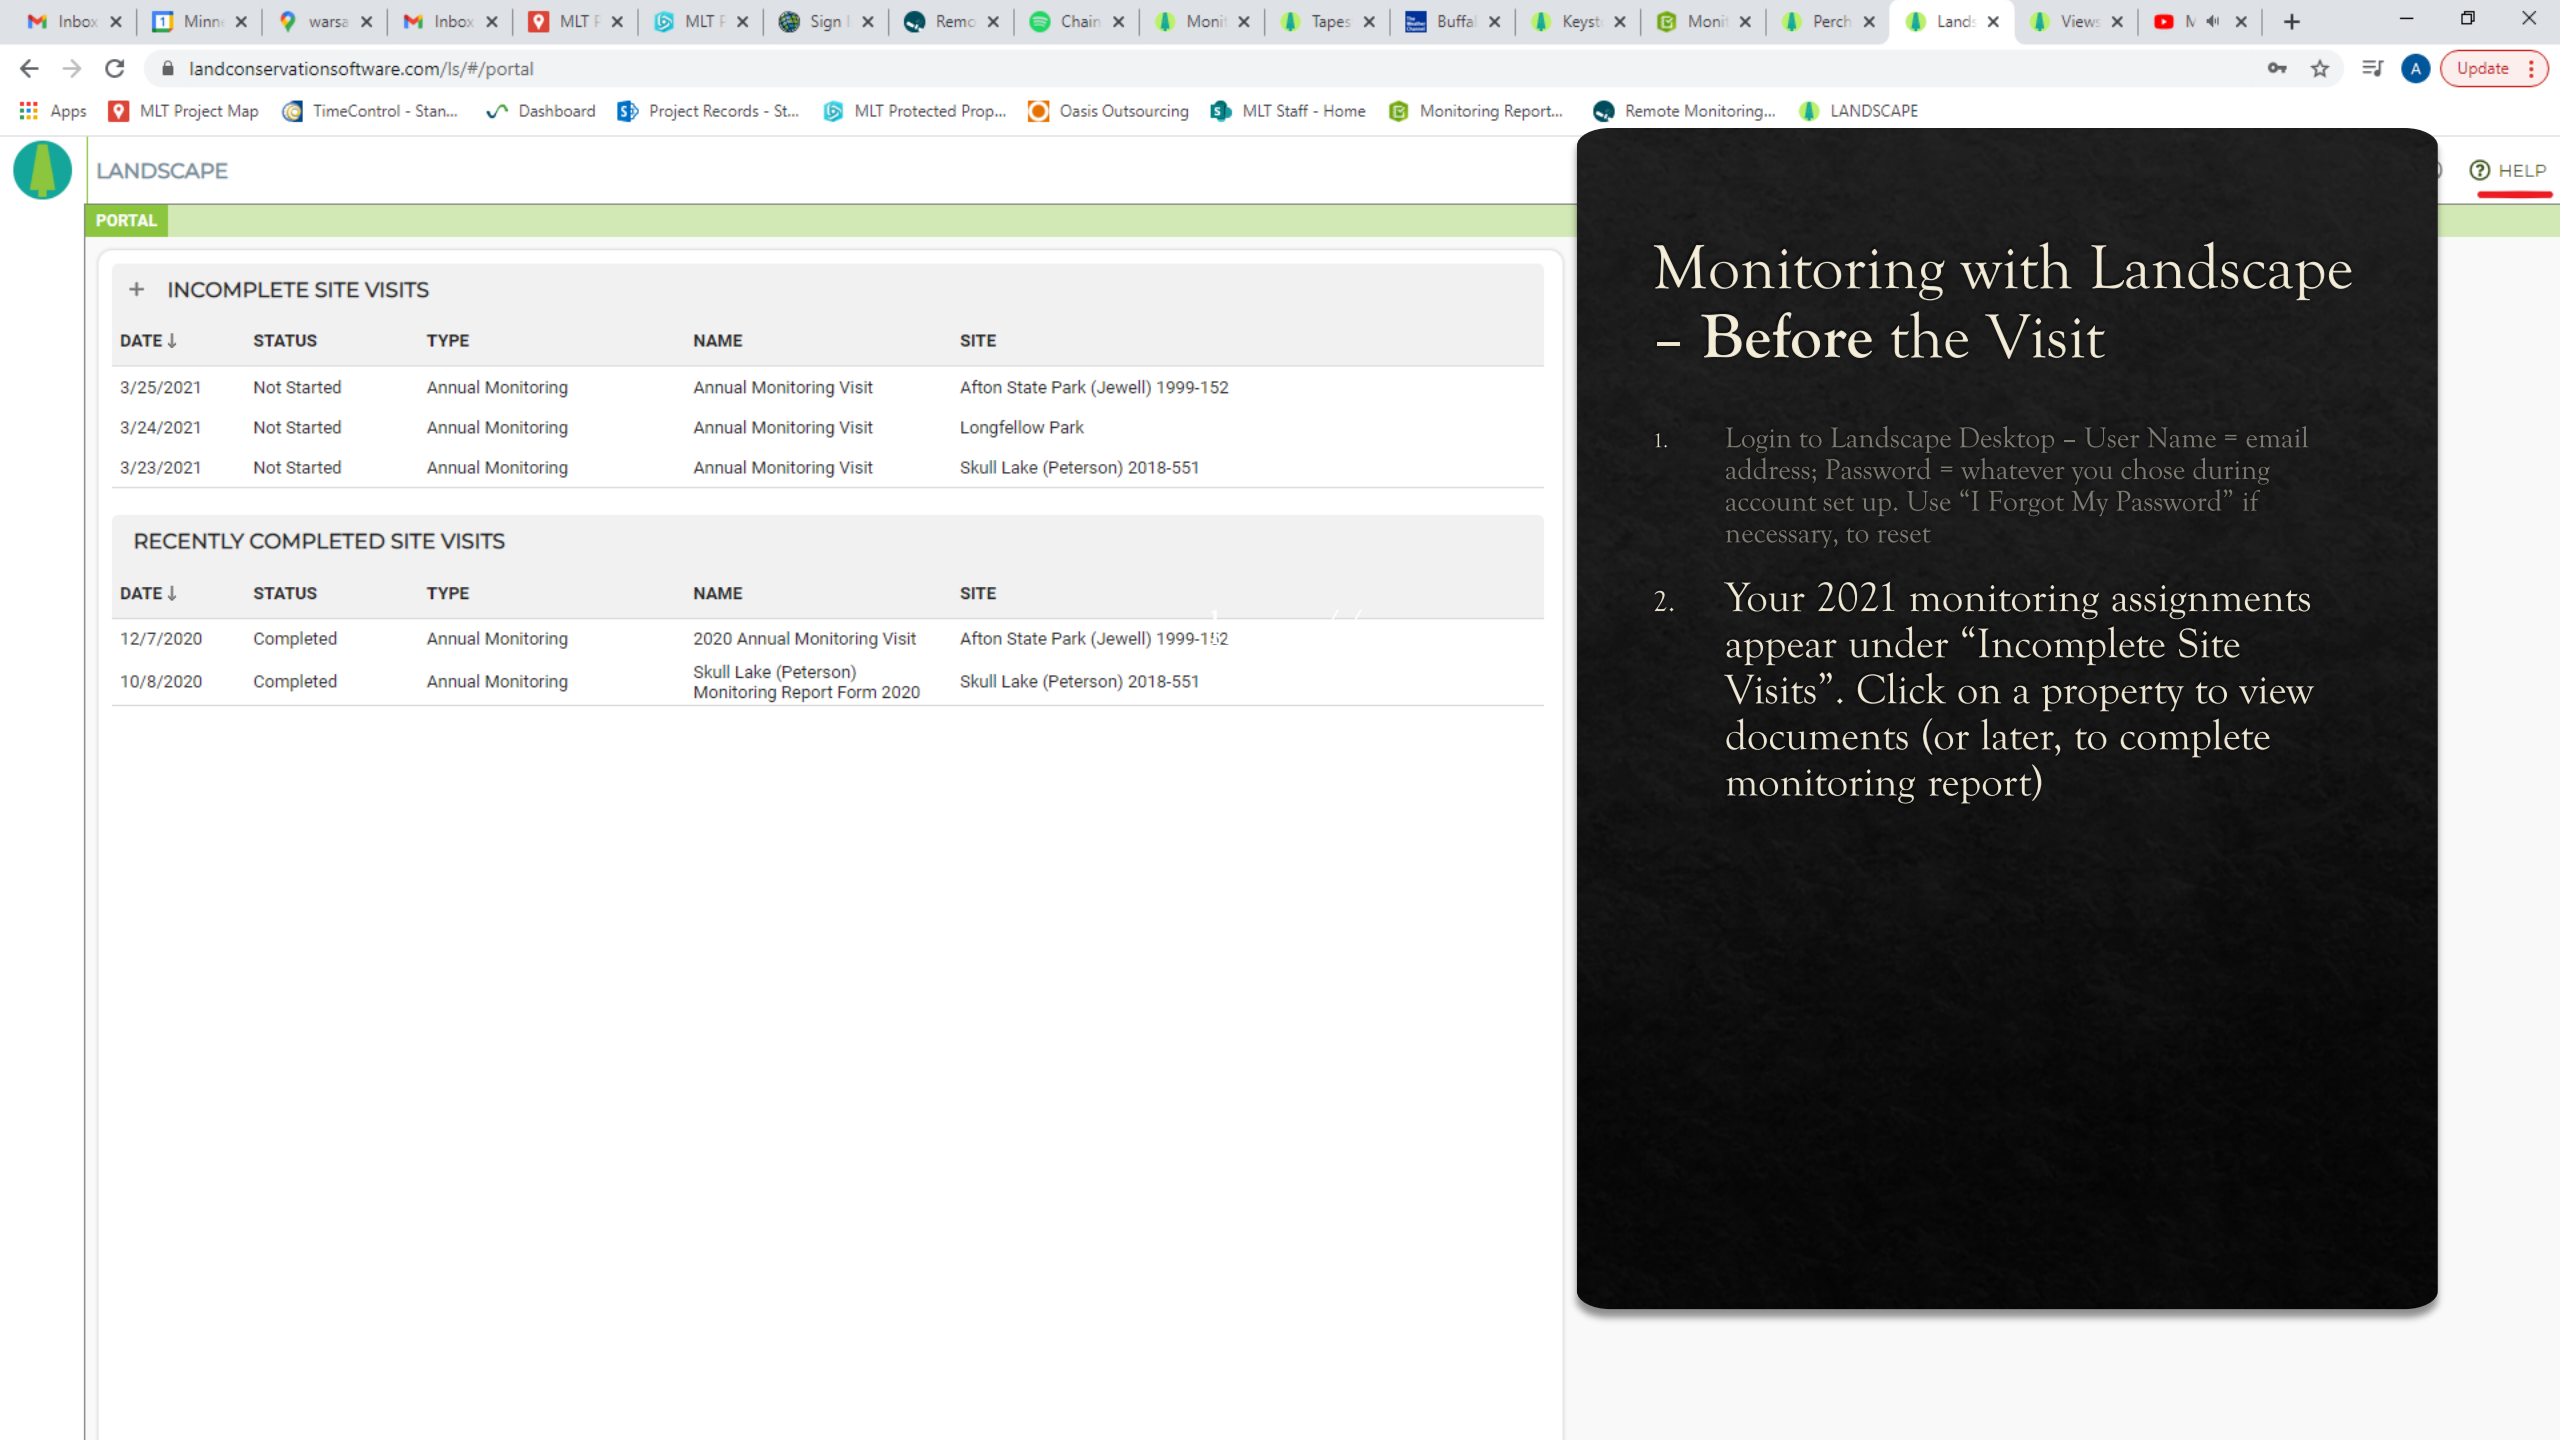 Inbox Minn warsa Inbox MLT F MLT F Sign I Remo Chain Monit Tapes Buffal Keyst Monit Perch Lands Views M
landconservationsoftware.com/ls/#/portal
A Update
Apps MLT Project Map TimeControl - Stan... Dashboard Project Records - St... MLT Protected Prop... Oasis Outsourcing MLT Staff - Home Monitoring Report... Remote Monitoring... LANDSCAPE
LANDSCAPE
HELP
PORTAL
+ INCOMPLETE SITE VISITS
DATE ↓ STATUS TYPE NAME SITE
3/25/2021 Not Started Annual Monitoring Annual Monitoring Visit Afton State Park (Jewell) 1999-152
3/24/2021 Not Started Annual Monitoring Annual Monitoring Visit Longfellow Park
3/23/2021 Not Started Annual Monitoring Annual Monitoring Visit Skull Lake (Peterson) 2018-551
RECENTLY COMPLETED SITE VISITS
DATE ↓ STATUS TYPE NAME SITE
12/7/2020 Completed Annual Monitoring 2020 Annual Monitoring Visit Afton State Park (Jewell) 1999-152
10/8/2020 Completed Annual Monitoring Skull Lake (Peterson) Skull Lake (Peterson) 2018-551
Monitoring Report Form 2020
Monitoring with Landscape
– Before the Visit
1. Login to Landscape Desktop – User Name = email
address; Password = whatever you chose during
account set up. Use “I Forgot My Password” if
necessary, to reset
2. Your 2021 monitoring assignments
appear under “Incomplete Site
Visits”. Click on a property to view
documents (or later, to complete
monitoring report)